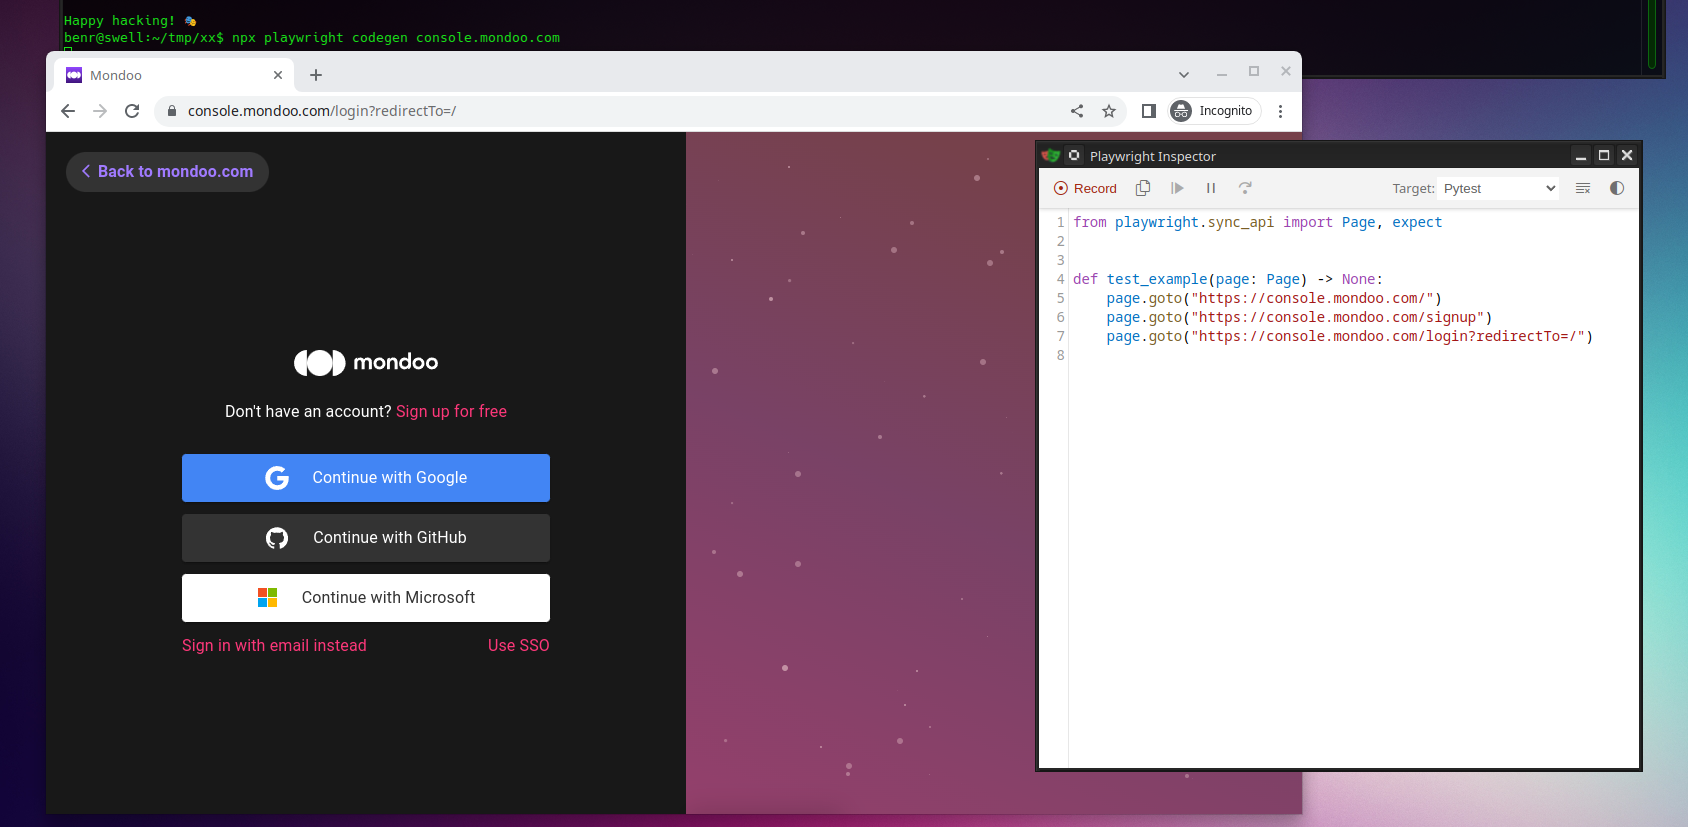 Happy hacking! 🎭
benr@swell:~/tmp/xx$ npx playwright codegen console.mondoo.com
Mondoo
console.mondoo.com/login?redirectTo=/
Incognito
Back to mondoo.com
mondoo
Don't have an account? Sign up for free
Continue with Google
Continue with GitHub
Continue with Microsoft
Sign in with email instead
Use SSO
Playwright Inspector
Record
Target: Pytest
1 from playwright.sync_api import Page, expect
2
3
4 def test_example(page: Page) -> None:
5     page.goto("https://console.mondoo.com/")
6     page.goto("https://console.mondoo.com/signup")
7     page.goto("https://console.mondoo.com/login?redirectTo=/")
8